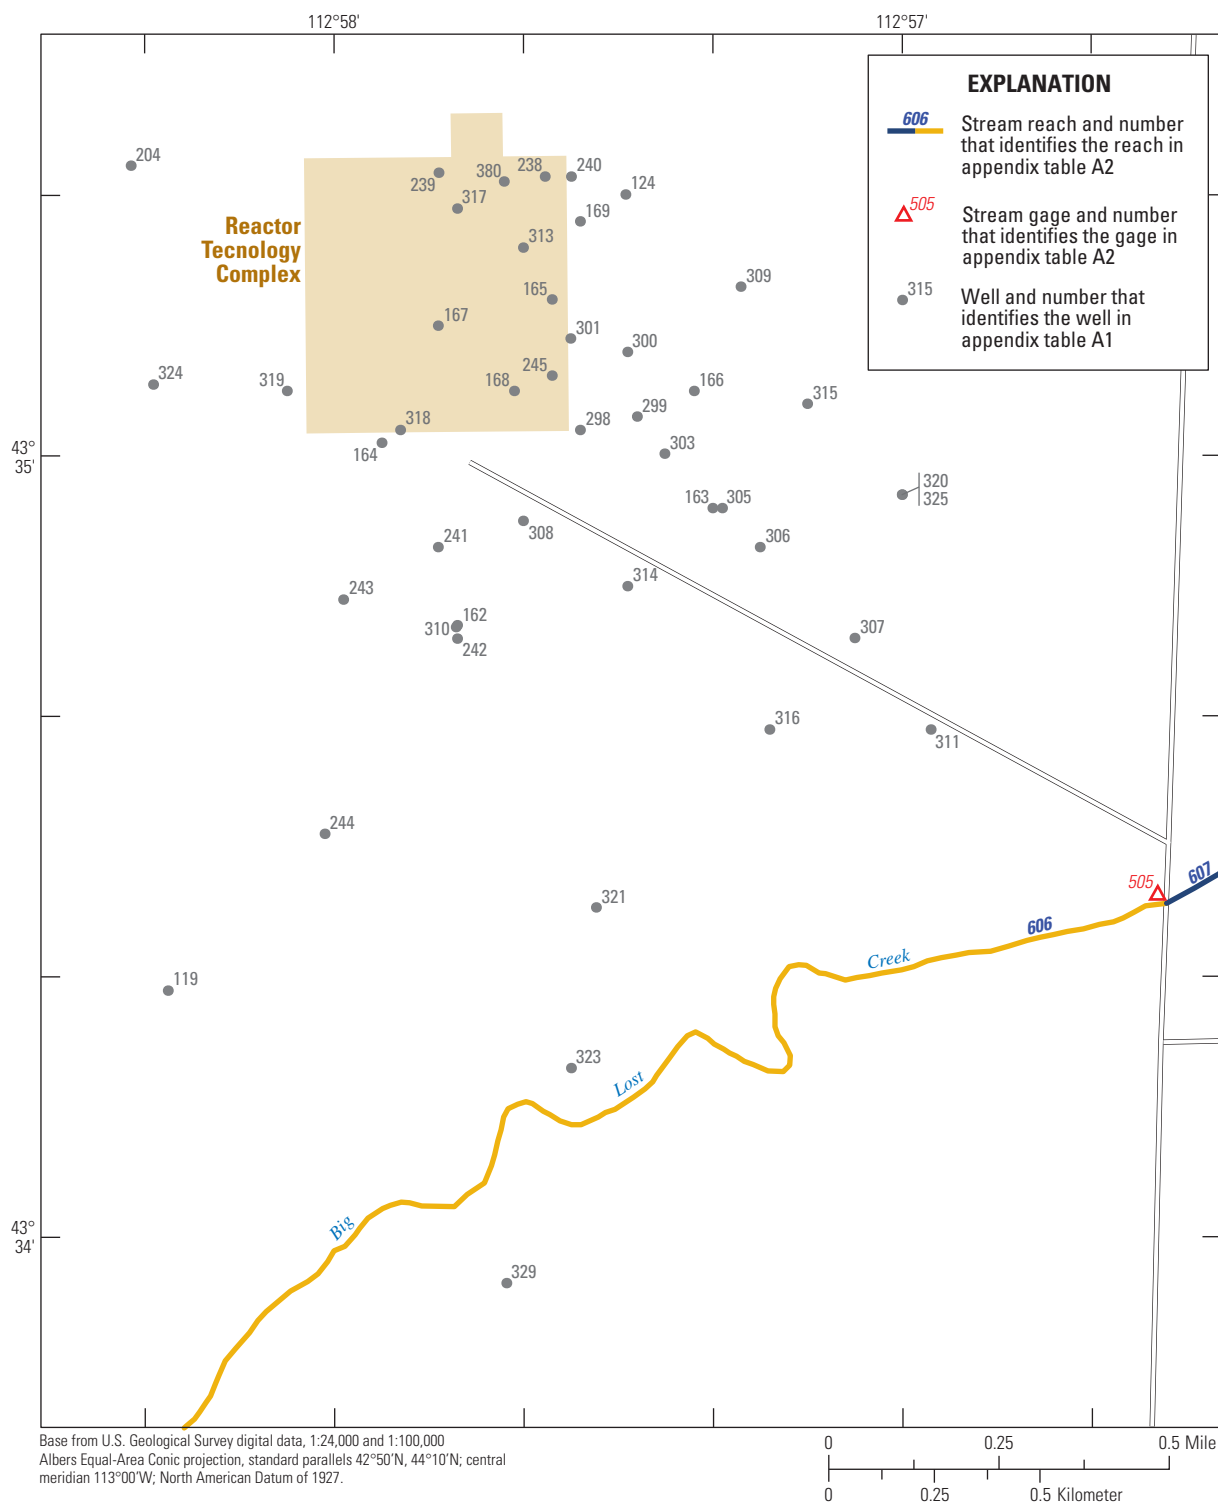 112°58'
112°57'
EXPLANATION
606
Stream reach and number
that identifies the reach in
appendix table A2
505
Stream gage and number
that identifies the gage in
appendix table A2
315
Well and number that
identifies the well in
appendix table A1
204
239
380
238
240
124
317
169
Reactor
Tecnology
Complex
313
309
165
167
301
300
324
319
168
245
166
315
299
318
298
164
303
43°
35'
320
325
163
305
308
241
306
314
243
162
310
242
307
316
311
244
505
607
321
606
Creek
119
323
Lost
Big
43°
34'
329
Base from U.S. Geological Survey digital data, 1:24,000 and 1:100,000
Albers Equal-Area Conic projection, standard parallels 42°50'N, 44°10'N; central
meridian 113°00'W; North American Datum of 1927.
0 0.25 0.5 Mile
0 0.25 0.5 Kilometer